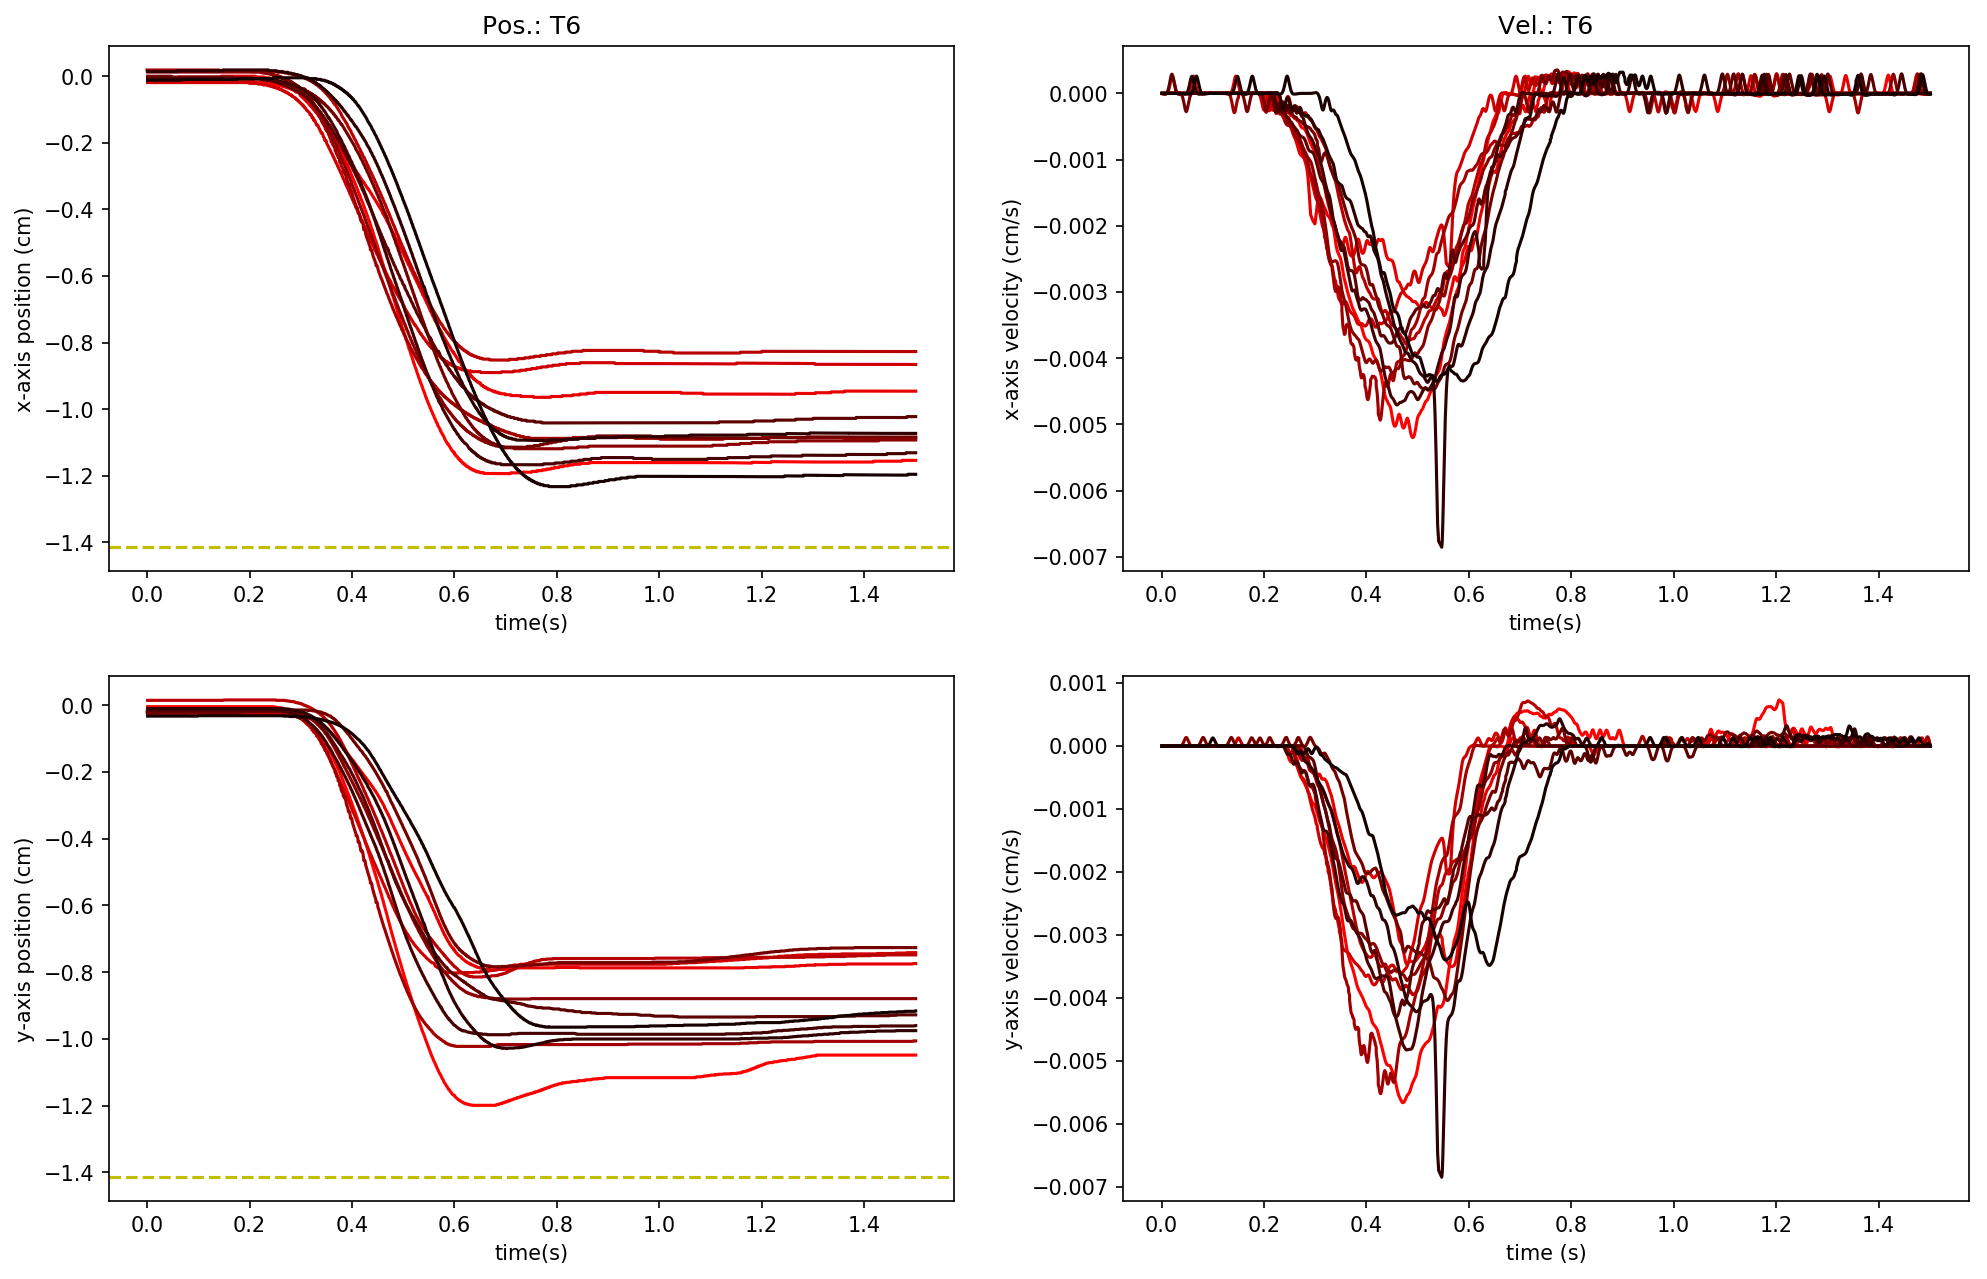 Pos.: T6
x-axis position (cm)
0.0
−0.2
−0.4
−0.6
−0.8
−1.0
−1.2
−1.4
0.0 0.2 0.4 0.6 0.8 1.0 1.2 1.4
time(s)
Vel.: T6
x-axis velocity (cm/s)
0.000
−0.001
−0.002
−0.003
−0.004
−0.005
−0.006
−0.007
0.0 0.2 0.4 0.6 0.8 1.0 1.2 1.4
time(s)
y-axis position (cm)
0.0
−0.2
−0.4
−0.6
−0.8
−1.0
−1.2
−1.4
0.0 0.2 0.4 0.6 0.8 1.0 1.2 1.4
time(s)
y-axis velocity (cm/s)
0.001
0.000
−0.001
−0.002
−0.003
−0.004
−0.005
−0.006
−0.007
0.0 0.2 0.4 0.6 0.8 1.0 1.2 1.4
time (s)